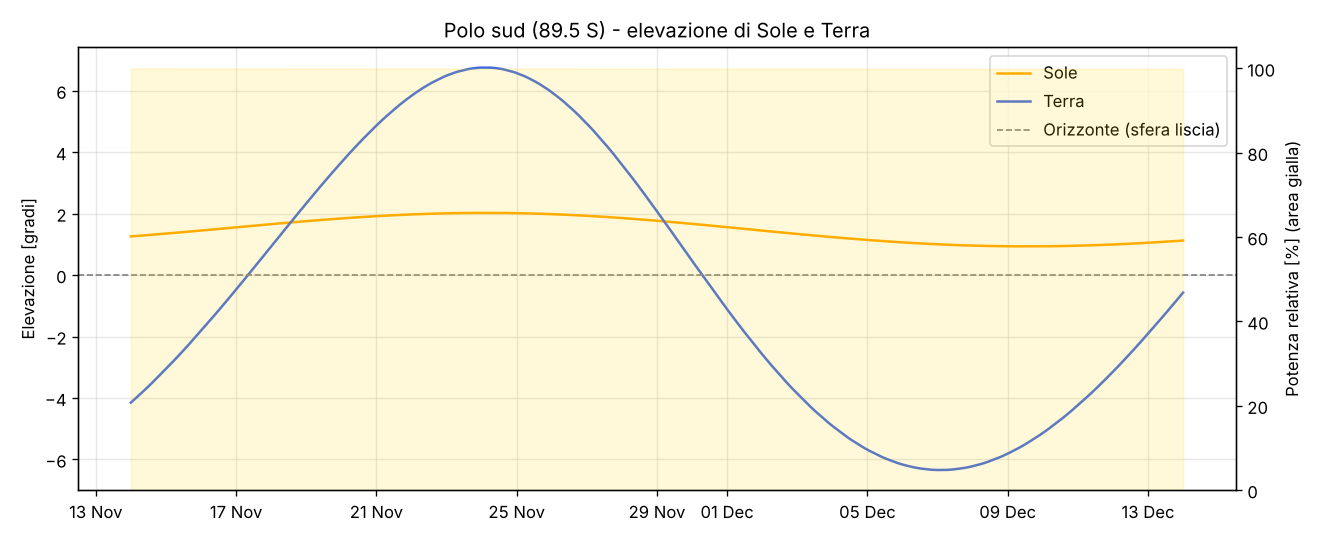 Polo sud (89.5 S) - elevazione di Sole e Terra
Sole
Terra
Orizzonte (sfera liscia)
Elevazione [gradi]
6
4
2
0
−2
−4
−6
100
80
60
40
20
0
Potenza relativa [%] (area gialla)
13 Nov 17 Nov 21 Nov 25 Nov 29 Nov 01 Dec 05 Dec 09 Dec 13 Dec